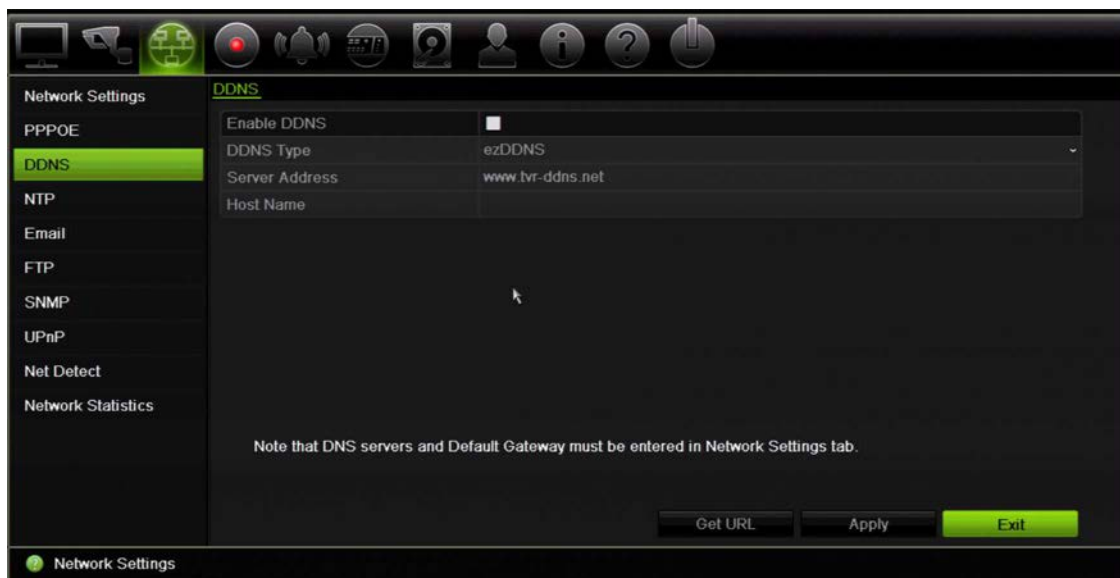 Network Settings
PPPOE
DDNS
NTP
Email
FTP
SNMP
UPnP
Net Detect
Network Statistics
DDNS
Enable DDNS
DDNS Type ezDDNS
Server Address www.tvr-ddns.net
Host Name
Note that DNS servers and Default Gateway must be entered in Network Settings tab.
Get URL Apply Exit
Network Settings